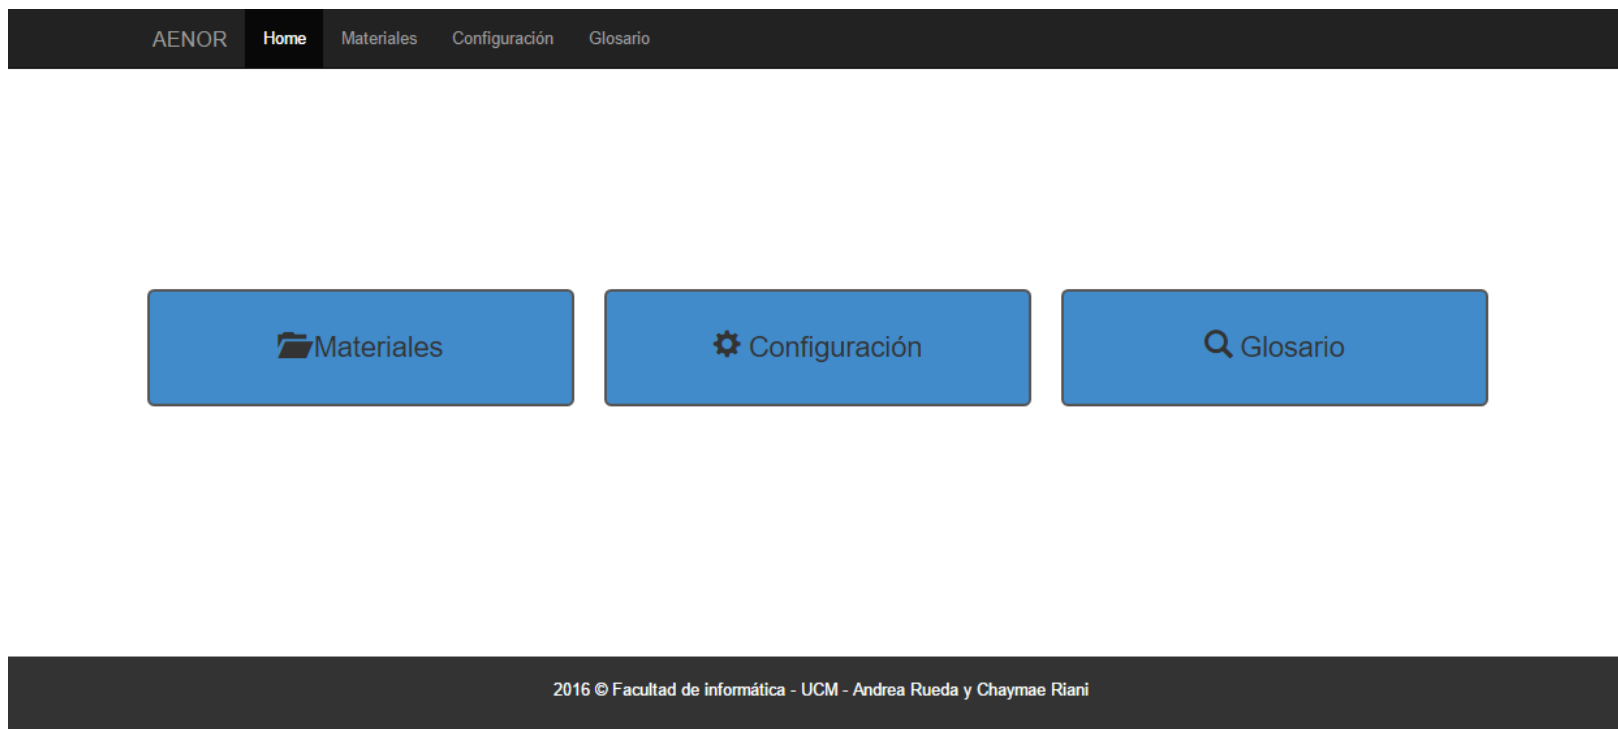 AENOR Home Materiales Configuración Glosario
Materiales Configuración Glosario
2016 © Facultad de informática - UCM - Andrea Rueda y Chaymae Riani